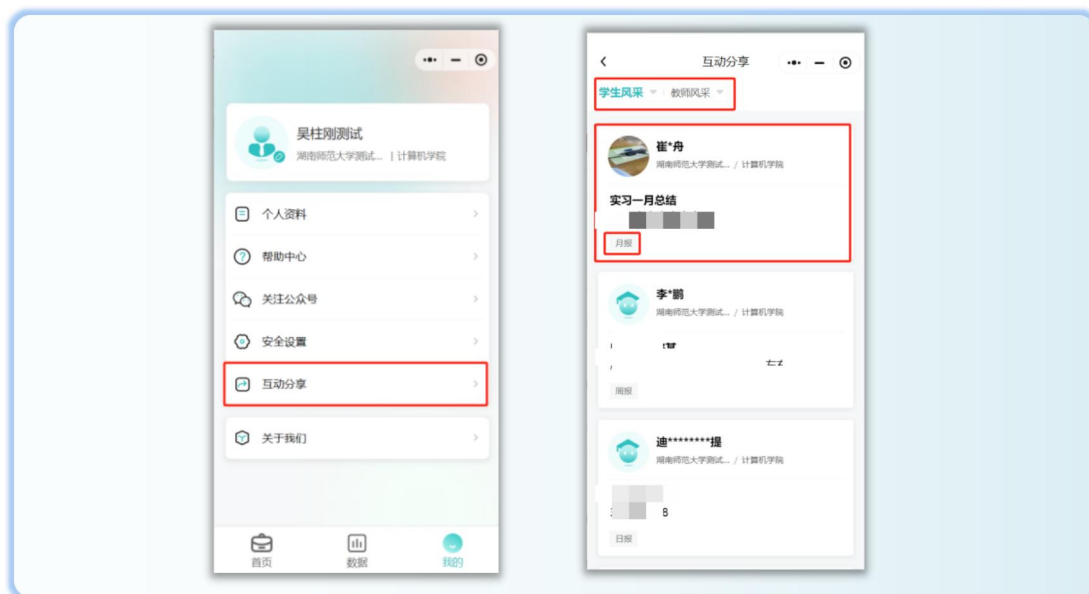 吴柱刚测试
湖南师范大学测试... | 计算机学院
个人资料
帮助中心
关注公众号
安全设置
互动分享
关于我们
首页
数据
我的
互动分享
学生风采
教师风采
崔*舟
湖南师范大学测试... / 计算机学院
实习一月总结
月报
李*鹏
湖南师范大学测试... / 计算机学院
周报
迪********提
湖南师范大学测试... / 计算机学院
8
日报